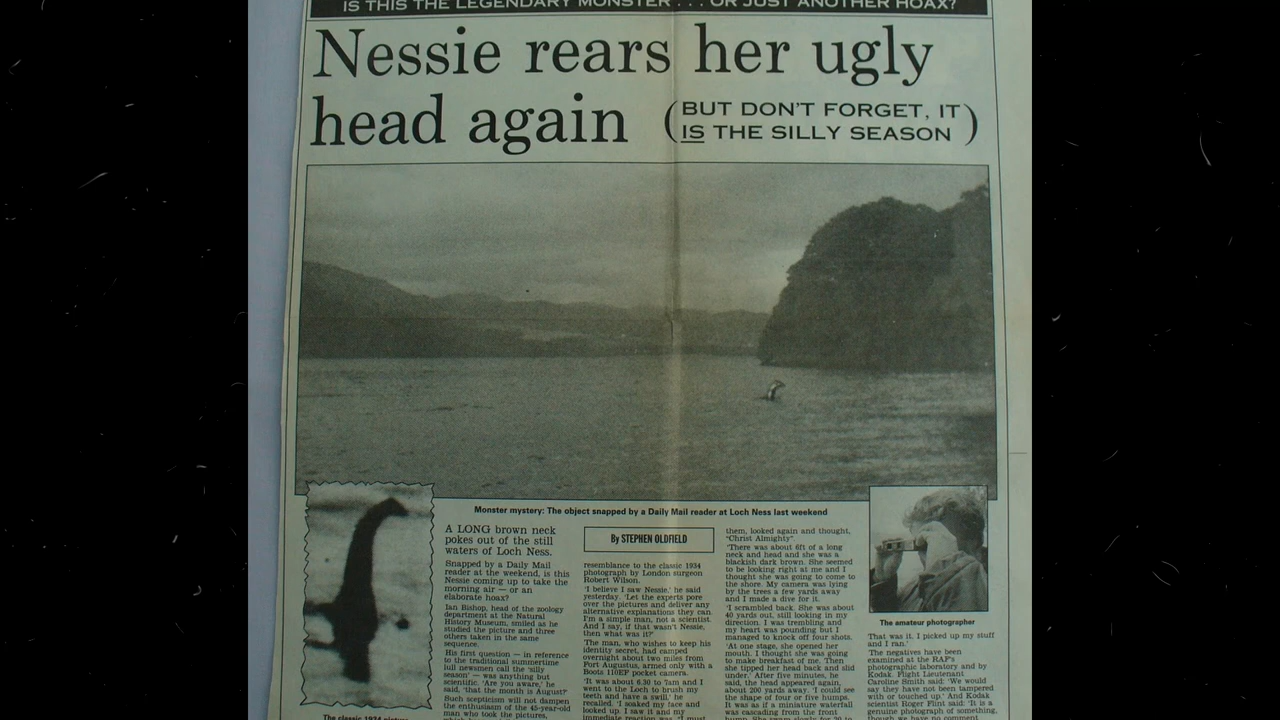 IS THIS THE LEGENDARY MONSTER . . . OR JUST ANOTHER HOAX?
Nessie rears her ugly
head again
(BUT DON'T FORGET, IT
IS THE SILLY SEASON)
Monster mystery: The object snapped by a Daily Mail reader at Loch Ness last weekend
The classic 1934 picture
A LONG brown neck
pokes out of the still
waters of Loch Ness.
Snapped by a Daily Mail
reader at the weekend, is this
Nessie coming up to take the
morning air — or an
elaborate hoax?
Ian Bishop, head of the zoology
department at the Natural
History Museum, smiled as he
studied the picture and three
others taken in the same
sequence.
His first question — in reference
to the traditional summertime
lull newsmen call the 'silly
season' — was anything but
scientific. 'Are you aware,' he
said, 'that the month is August?'
Such scepticism will not dampen
the enthusiasm of the 45-year-old
man who took the pictures,
By STEPHEN OLDFIELD
resemblance to the classic 1934
photograph by London surgeon
Robert Wilson.
'I believe I saw Nessie,' he said
yesterday. 'Let the experts pore
over the pictures and deliver any
alternative explanations they can.
I'm a simple man, not a scientist.
And I say, if that wasn't Nessie,
then what was it?'
The man, who wishes to keep his
identity secret, had camped
overnight about two miles from
Fort Augustus, armed only with a
Boots 110EF pocket camera.
'It was about 6.30 to 7am and I
went to the Loch to brush my
teeth and have a swill,' he
recalled. 'I soaked my face and
looked up. I saw it and my
immediate reaction was "I must
them, looked again and thought,
"Christ Almighty".
'There was about 6ft of a long
neck and head and she was a
blackish dark brown. She seemed
to be looking right at me and I
thought she was going to come to
the shore. My camera was lying
by the trees a few yards away
and I made a dive for it.
'I scrambled back. She was about
40 yards out, still looking in my
direction. I was trembling and
my heart was pounding but I
managed to knock off four shots.
'At one stage, she opened her
mouth. I thought she was going
to make breakfast of me. Then
she tipped her head back and slid
under.' After five minutes, he
said, the head appeared again,
about 200 yards away. 'I could see
the shape of four or five humps.
It was as if a miniature waterfall
was cascading from the front
hump. She swam slowly for 20 to
The amateur photographer
That was it, I picked up my stuff
and I ran.'
The negatives have been
examined at the RAF's
photographic laboratory and by
Kodak. Flight Lieutenant
Caroline Smith said: 'We would
say they have not been tampered
with or touched up.' And Kodak
scientist Roger Flint said: 'It is a
genuine photograph of something,
though we have no comment